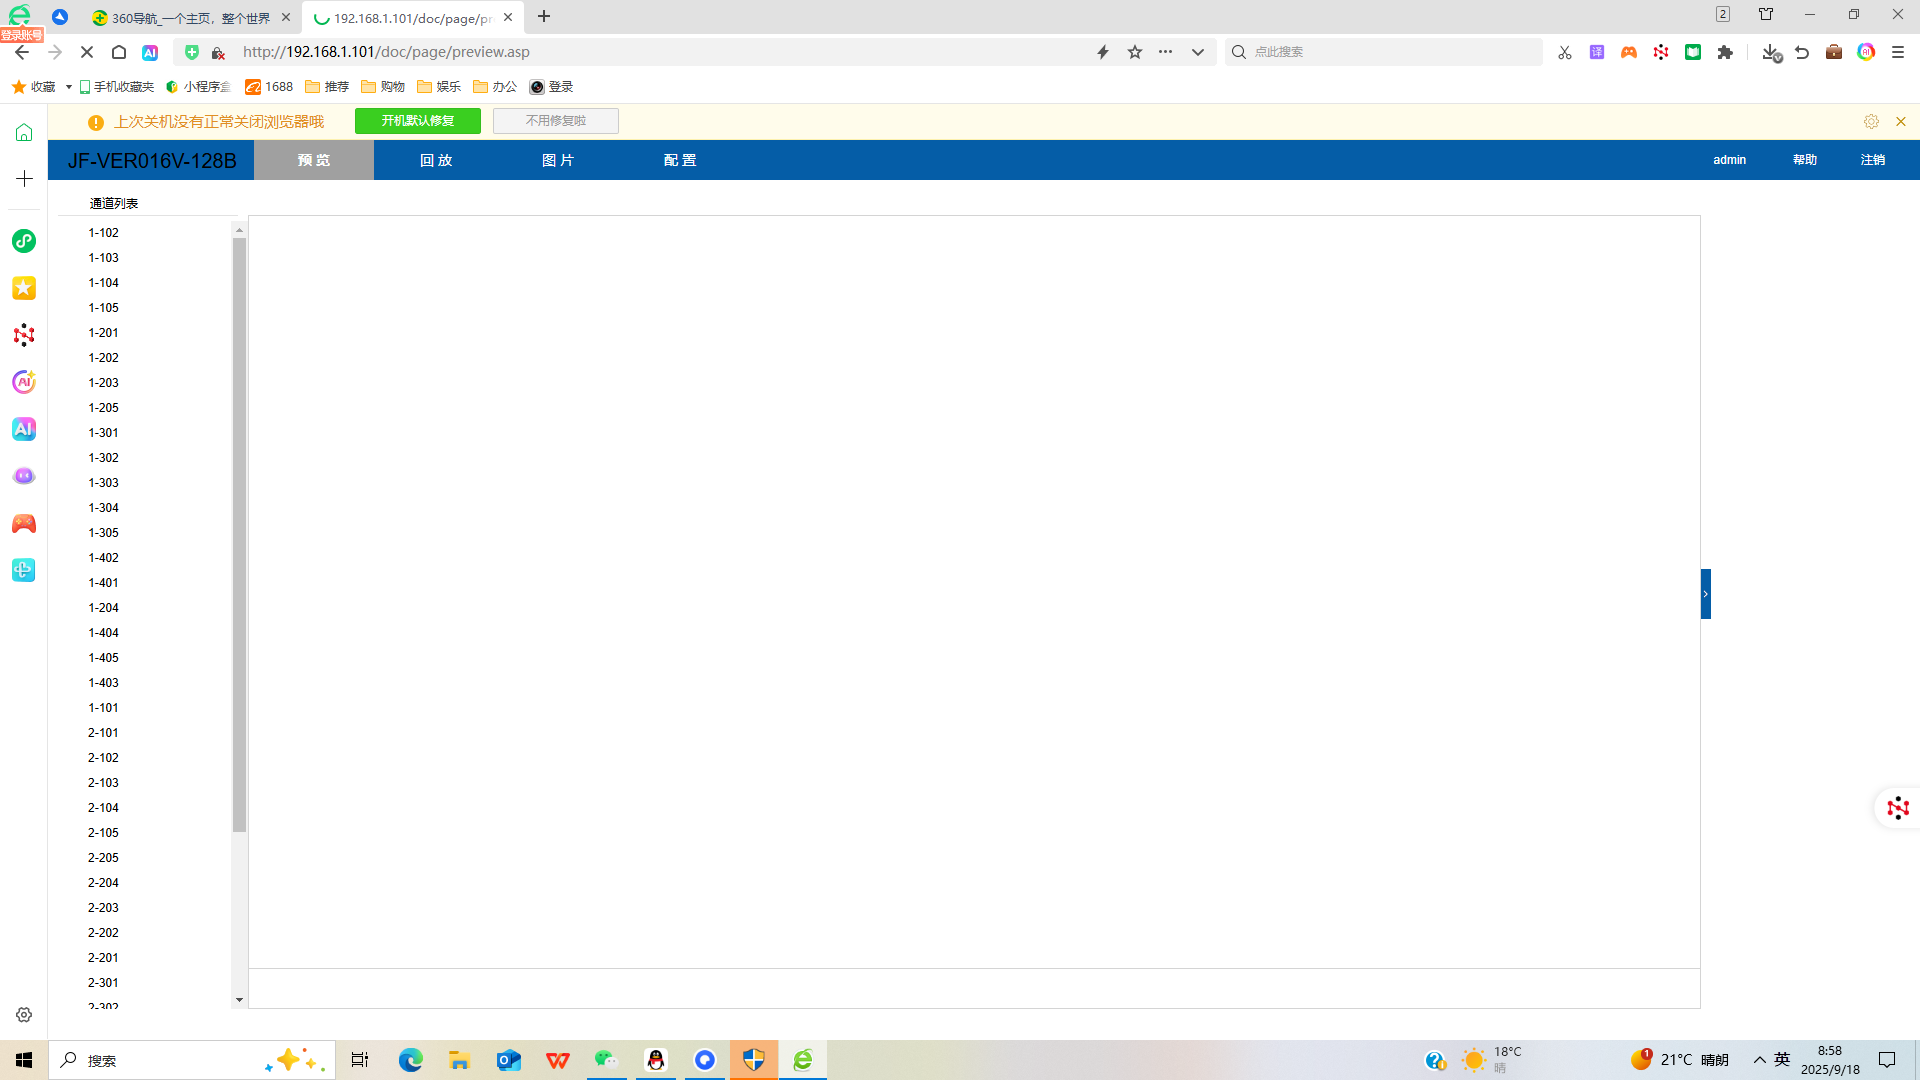 360导航_一个主页，整个世界
192.168.1.101/doc/page/pr
2
登录账号
http://192.168.1.101/doc/page/preview.asp
点此搜索
收藏 手机收藏夹 小程序盒 1688 推荐 购物 娱乐 办公 登录
上次关机没有正常关闭浏览器哦 开机默认修复 不用修复啦
JF-VER016V-128B 预览 回放 图片 配置 admin 帮助 注销
通道列表
1-102
1-103
1-104
1-105
1-201
1-202
1-203
1-205
1-301
1-302
1-303
1-304
1-305
1-402
1-401
1-204
1-404
1-405
1-403
1-101
2-101
2-102
2-103
2-104
2-105
2-205
2-204
2-203
2-202
2-201
2-301
2-302
搜索
18°C
晴
1
21°C 晴朗
英
8:58
2025/9/18